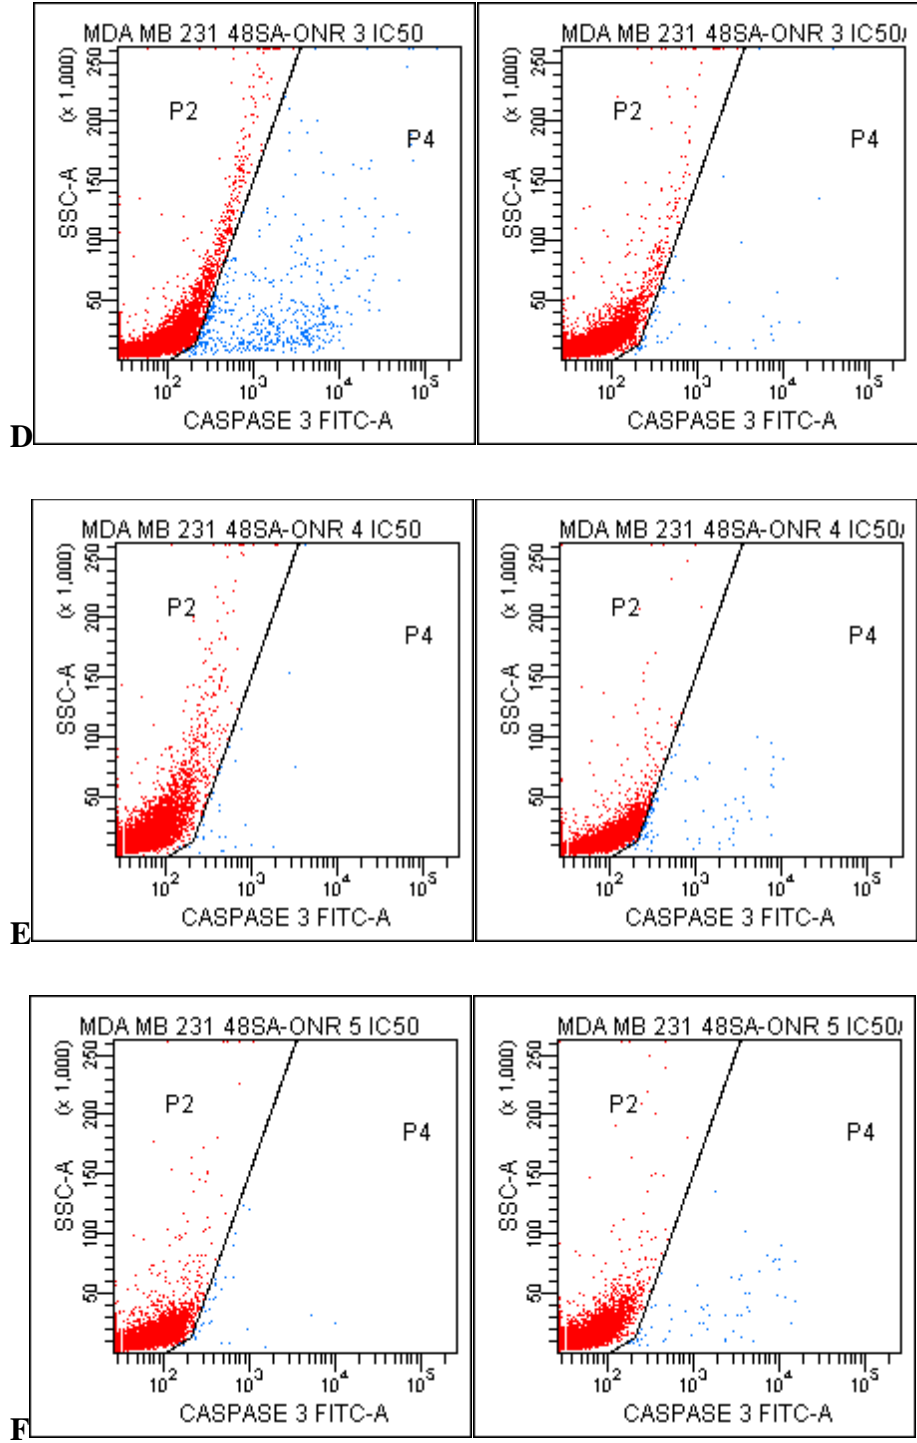 MDA MB 231 48SA-ONR 3 IC50
(x 1,000)
SSC-A
250
200
150
100
50
P2
P4
10² 10³ 10⁴ 10⁵
CASPASE 3 FITC-A
MDA MB 231 48SA-ONR 3 IC50/
(x 1,000)
SSC-A
250
200
150
100
50
P2
P4
10² 10³ 10⁴ 10⁵
CASPASE 3 FITC-A
D
MDA MB 231 48SA-ONR 4 IC50
(x 1,000)
SSC-A
250
200
150
100
50
P2
P4
10² 10³ 10⁴ 10⁵
CASPASE 3 FITC-A
MDA MB 231 48SA-ONR 4 IC50/
(x 1,000)
SSC-A
250
200
150
100
50
P2
P4
10² 10³ 10⁴ 10⁵
CASPASE 3 FITC-A
E
MDA MB 231 48SA-ONR 5 IC50
(x 1,000)
SSC-A
250
200
150
100
50
P2
P4
10² 10³ 10⁴ 10⁵
CASPASE 3 FITC-A
MDA MB 231 48SA-ONR 5 IC50/
(x 1,000)
SSC-A
250
200
150
100
50
P2
P4
10² 10³ 10⁴ 10⁵
CASPASE 3 FITC-A
F